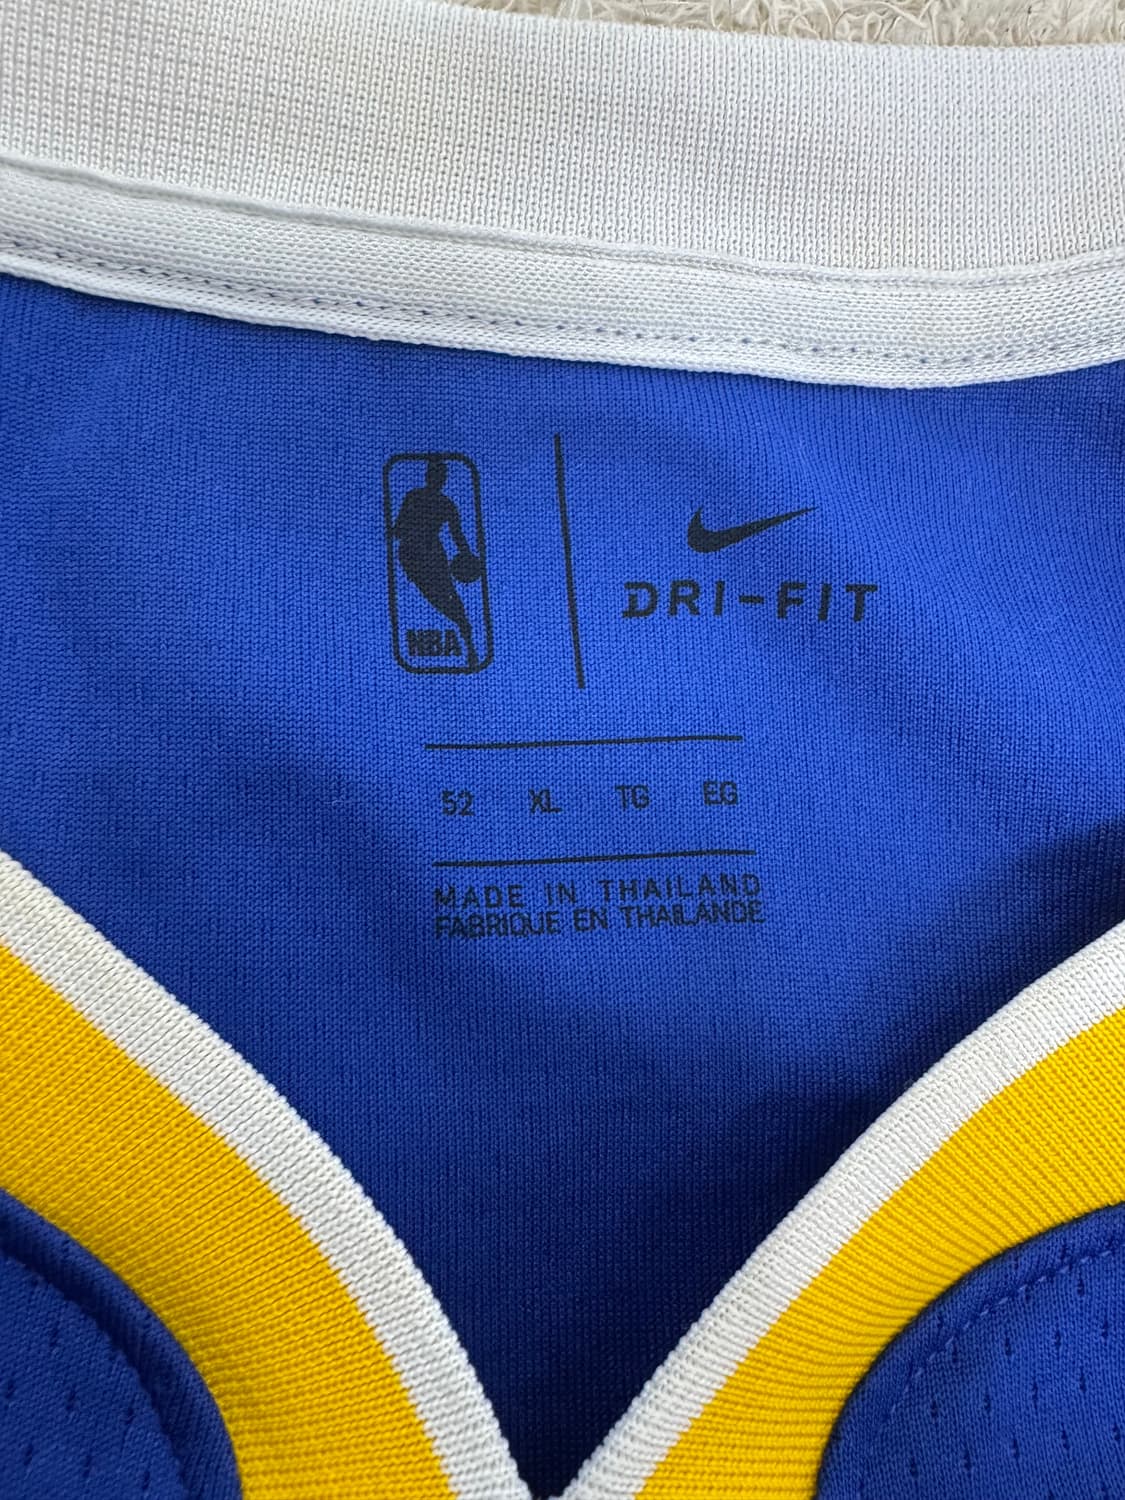 NBA
DRI-FIT
52 XL TG EG
MADE IN THAILAND
FABRIQUE EN THAILANDE